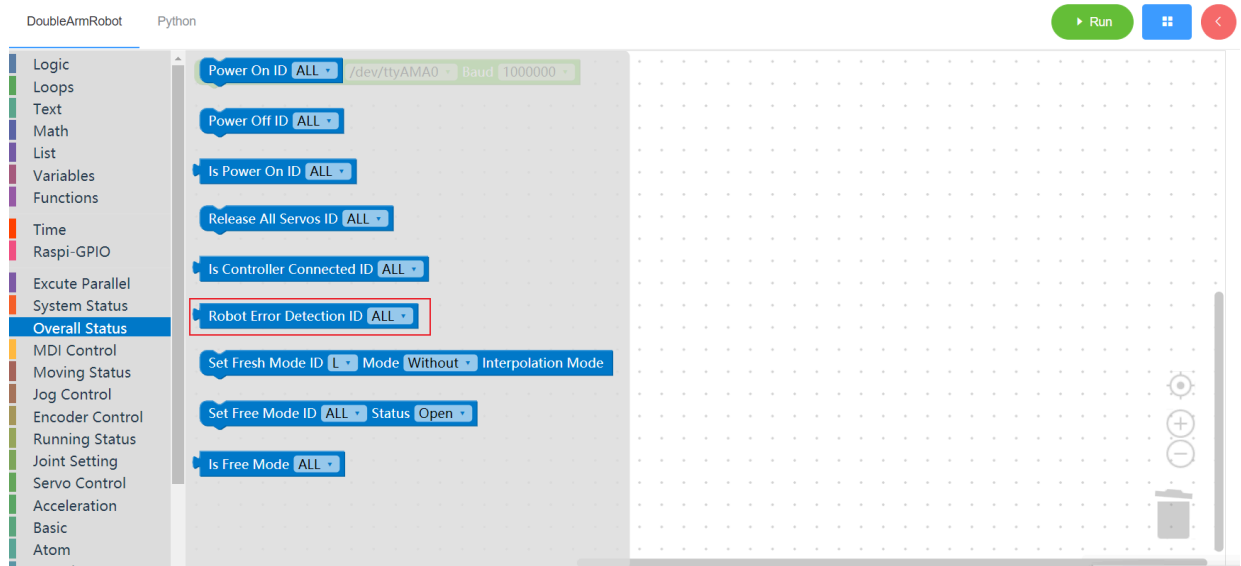 DoubleArmRobot Python Run
Logic
Loops
Text
Math
List
Variables
Functions
Time
Raspi-GPIO
Excute Parallel
System Status
Overall Status
MDI Control
Moving Status
Jog Control
Encoder Control
Running Status
Joint Setting
Servo Control
Acceleration
Basic
Atom
Power On ID ALL /dev/ttyAMA0 Baud 1000000
Power Off ID ALL
Is Power On ID ALL
Release All Servos ID ALL
Is Controller Connected ID ALL
Robot Error Detection ID ALL
Set Fresh Mode ID L Mode Without Interpolation Mode
Set Free Mode ID ALL Status Open
Is Free Mode ALL